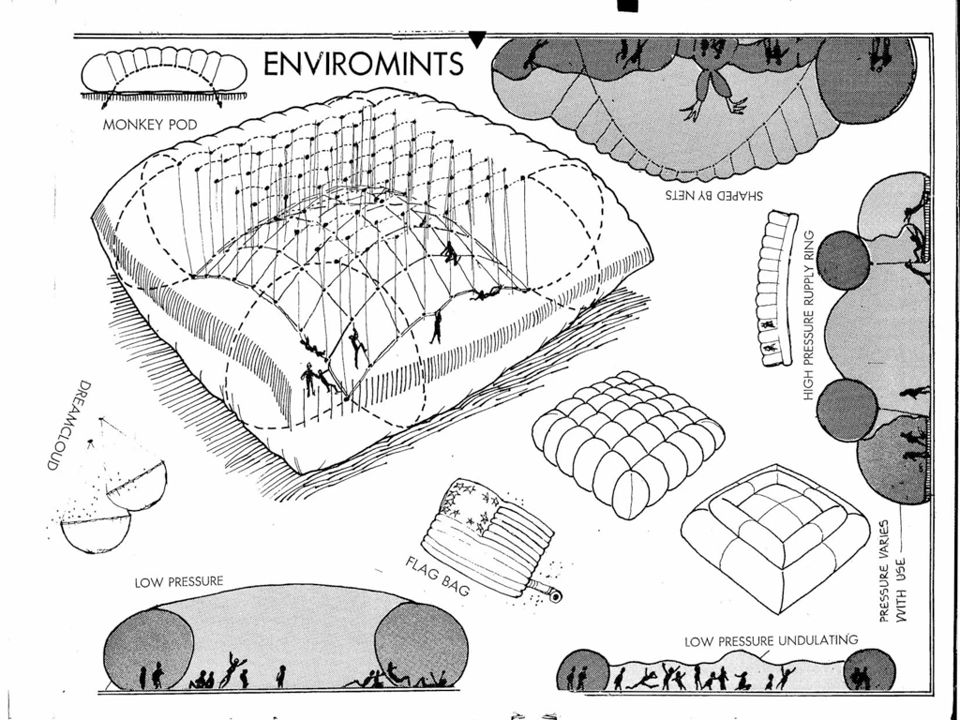 ENVIROMINTS
MONKEY POD
SHAPED BY NETS
HIGH PRESSURE RUPPLY RING
DREAMCLOUD
FLAG BAG
PRESSURE VARIES
WITH USE
LOW PRESSURE
LOW PRESSURE UNDULATING